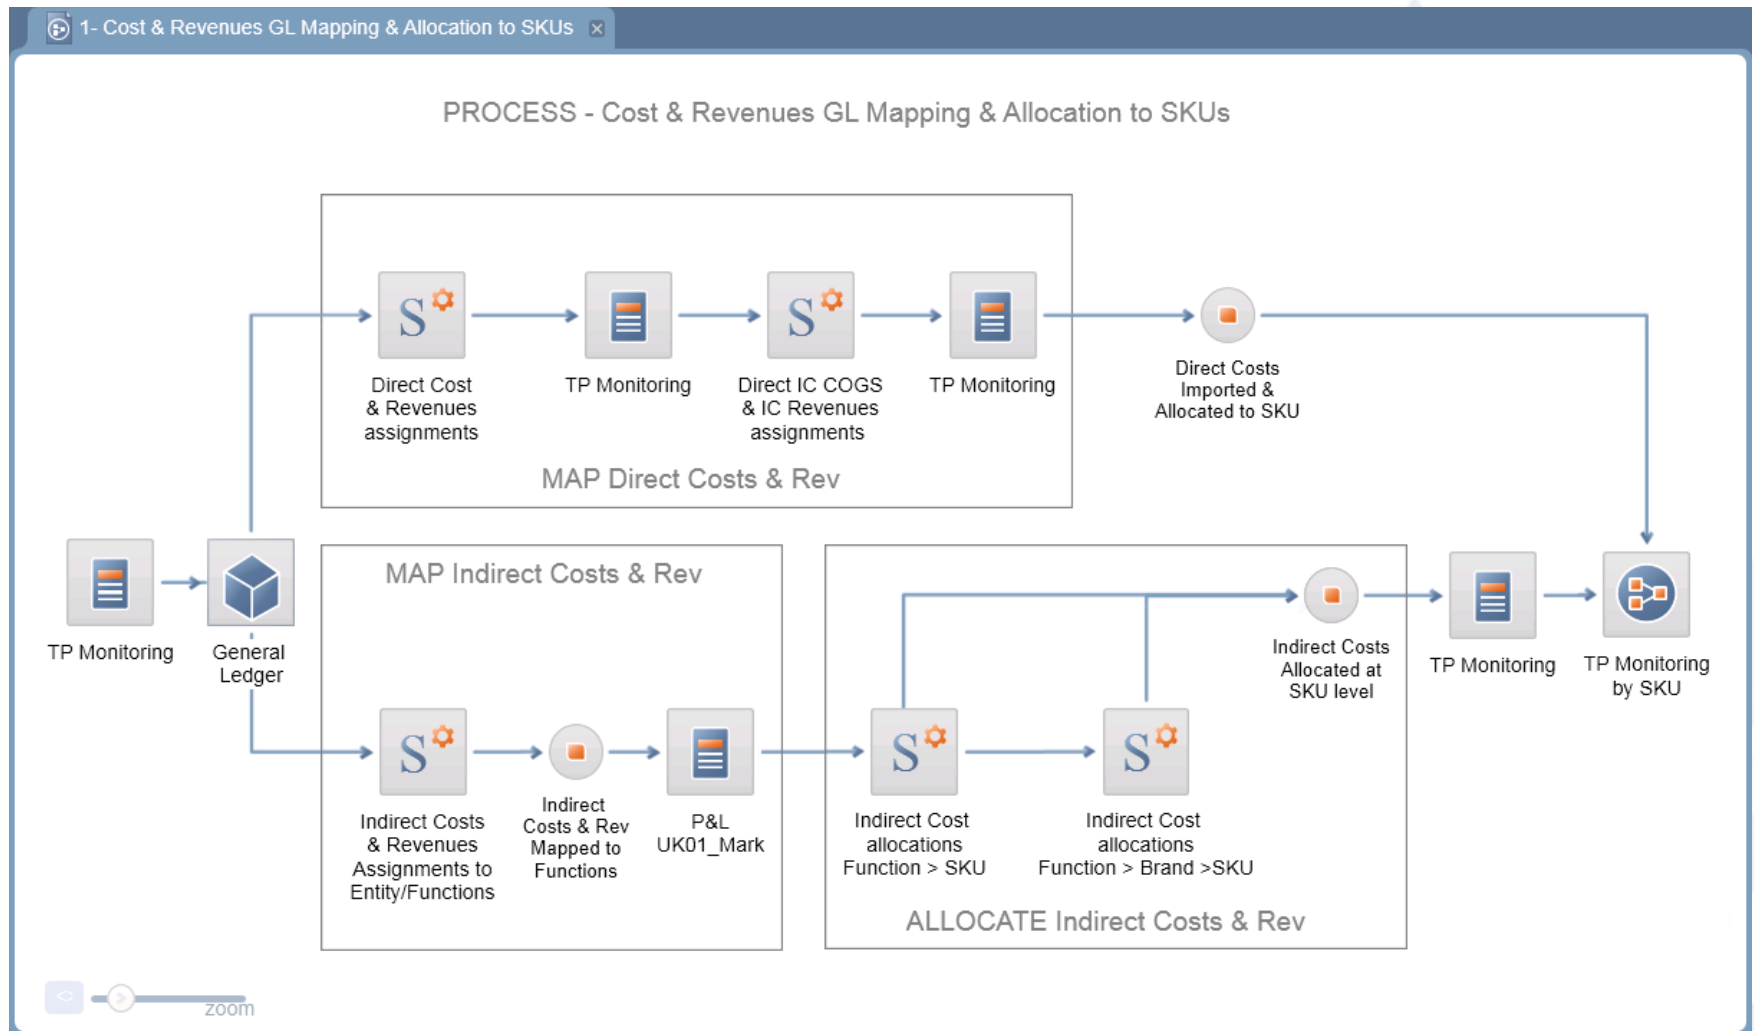 1- Cost & Revenues GL Mapping & Allocation to SKUs
PROCESS - Cost & Revenues GL Mapping & Allocation to SKUs
Direct Cost
& Revenues
assignments
TP Monitoring
Direct IC COGS
& IC Revenues
assignments
TP Monitoring
Direct Costs
Imported &
Allocated to SKU
MAP Direct Costs & Rev
TP Monitoring
General
Ledger
MAP Indirect Costs & Rev
Indirect Costs
& Revenues
Assignments to
Entity/Functions
Indirect
Costs & Rev
Mapped to
Functions
P&L
UK01_Mark
Indirect Cost
allocations
Function > SKU
Indirect Cost
allocations
Function > Brand >SKU
Indirect Costs
Allocated at
SKU level
ALLOCATE Indirect Costs & Rev
TP Monitoring
TP Monitoring
by SKU
zoom